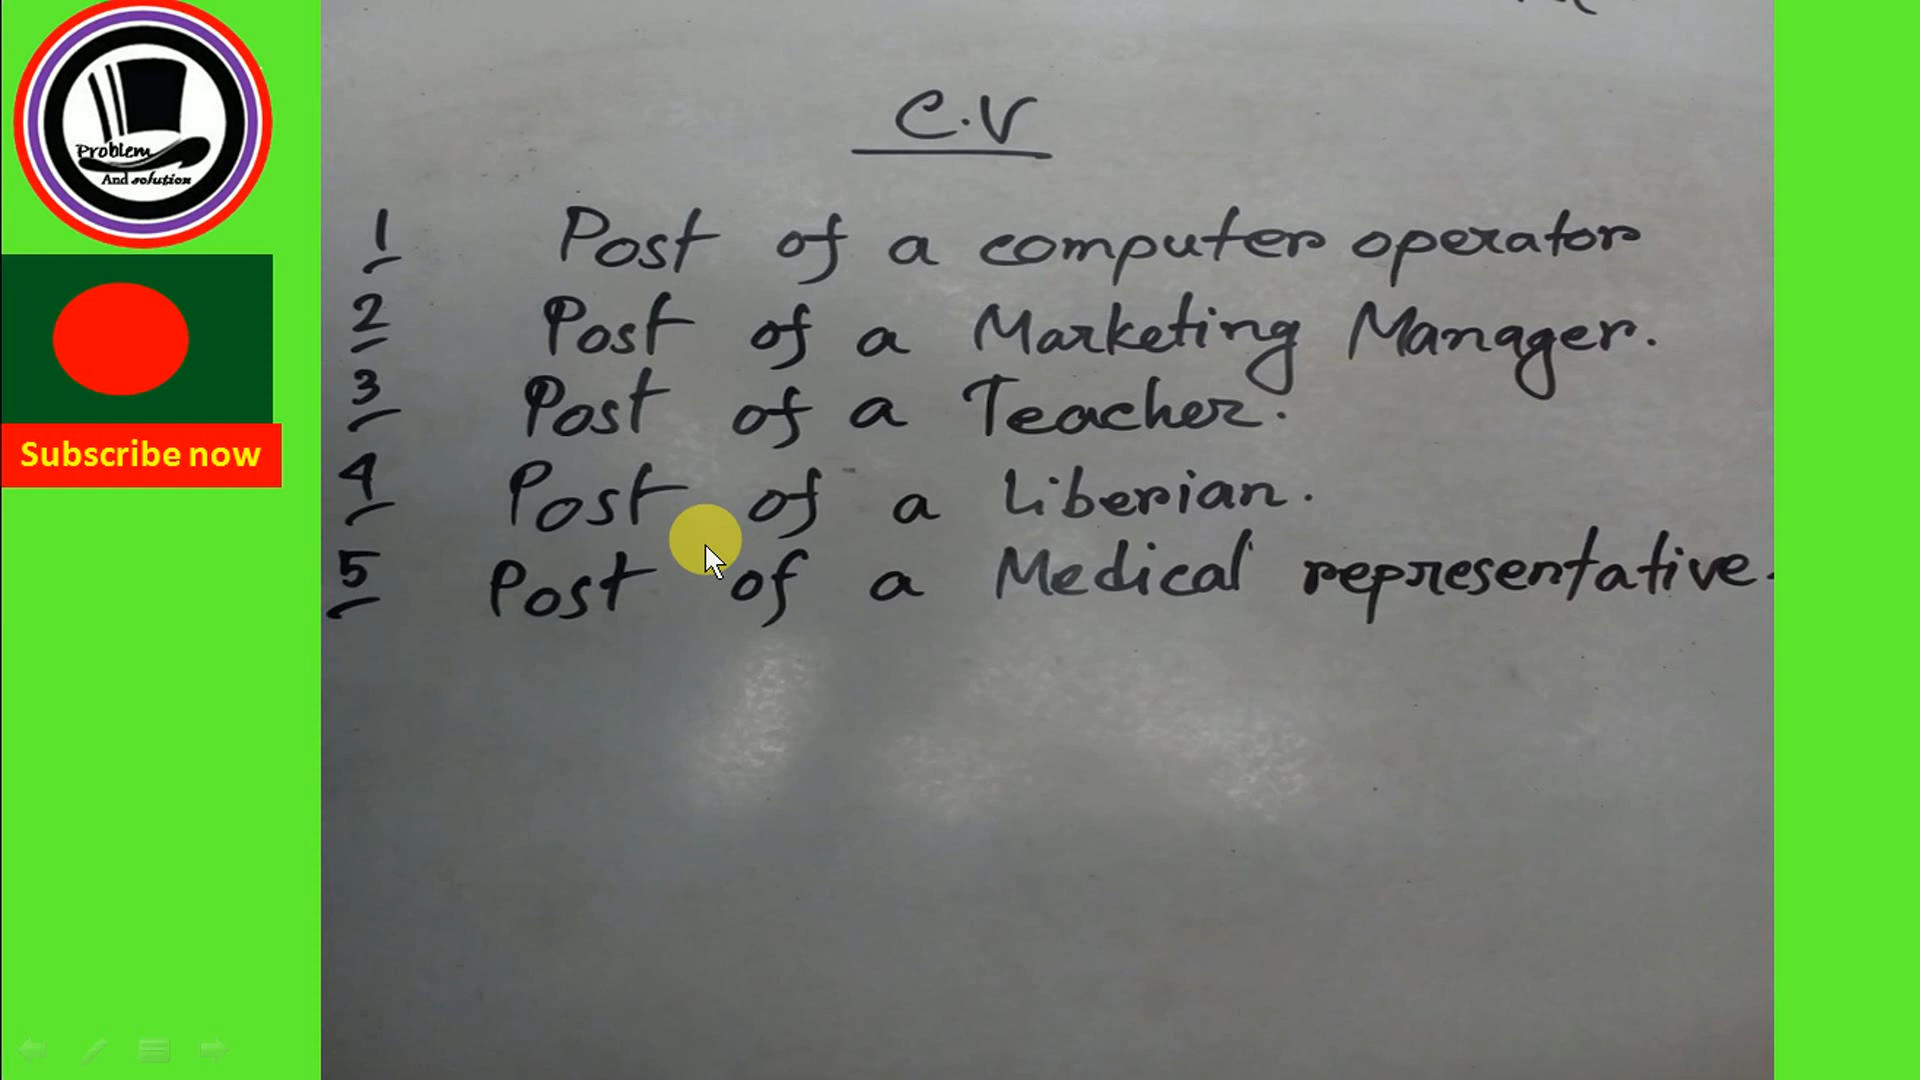 Problem
And solution
Subscribe now
C.V
1 Post of a computer operator
2 Post of a Marketing Manager.
3 Post of a Teacher.
4 Post of a Liberian.
5 Post of a Medical representative.